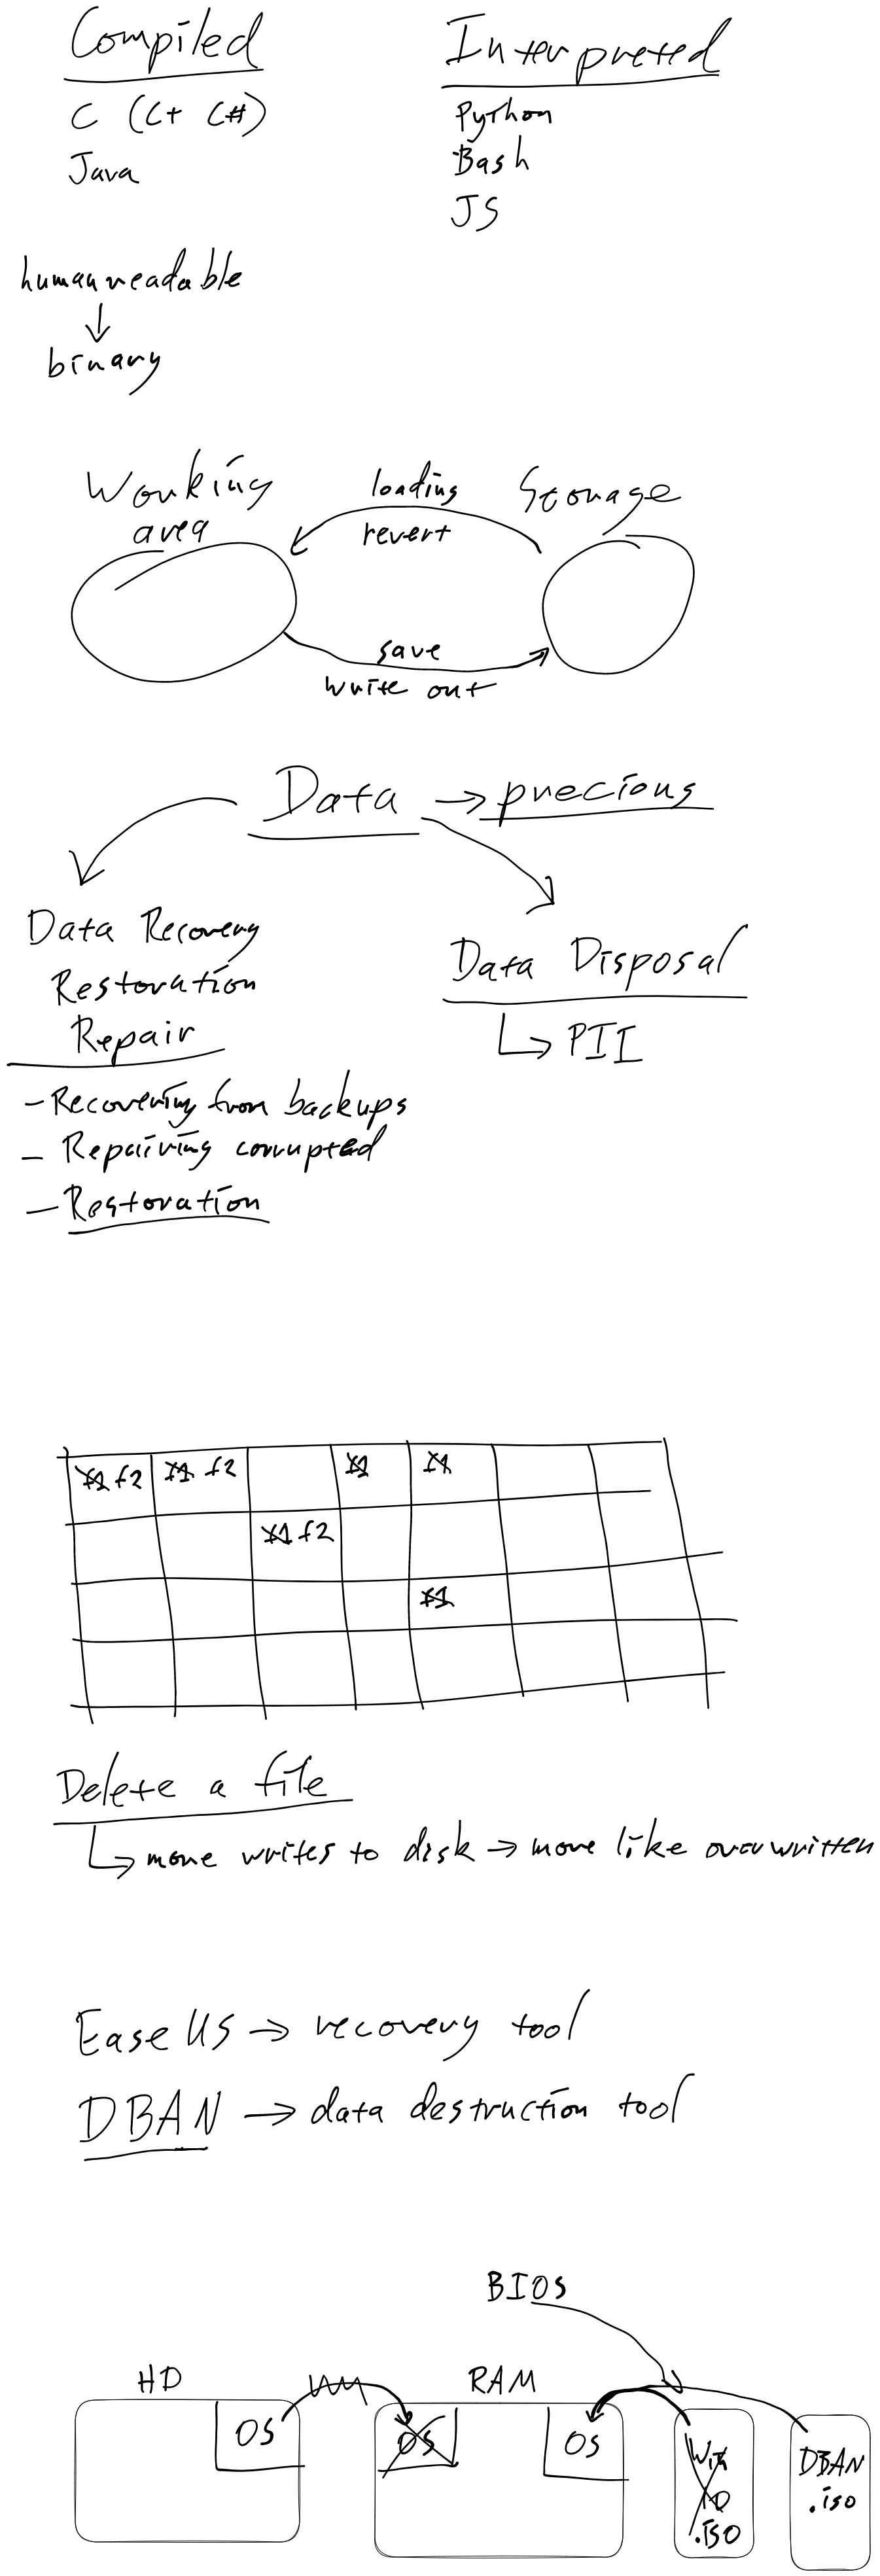 Compiled
C (C+ C#)
Java
Interpreted
Python
Bash
JS
human readable
↓
binary
Working
area
loading
revert
Storage
save
write out
Data → precious
Data Recovery
Restoration
Repair
- Recovering from backups
- Repairing corrupted
- Restoration
Data Disposal
↳ PII
f1 f2 f1 f2 f1 f1
f1 f2
f1
Delete a file
↳ more writes to disk → more like overwritten
EaseUS → recovery tool
DBAN → data destruction tool
BIOS
HD
OS
RAM
OS OS
Win
10
.iso
DBAN
.iso